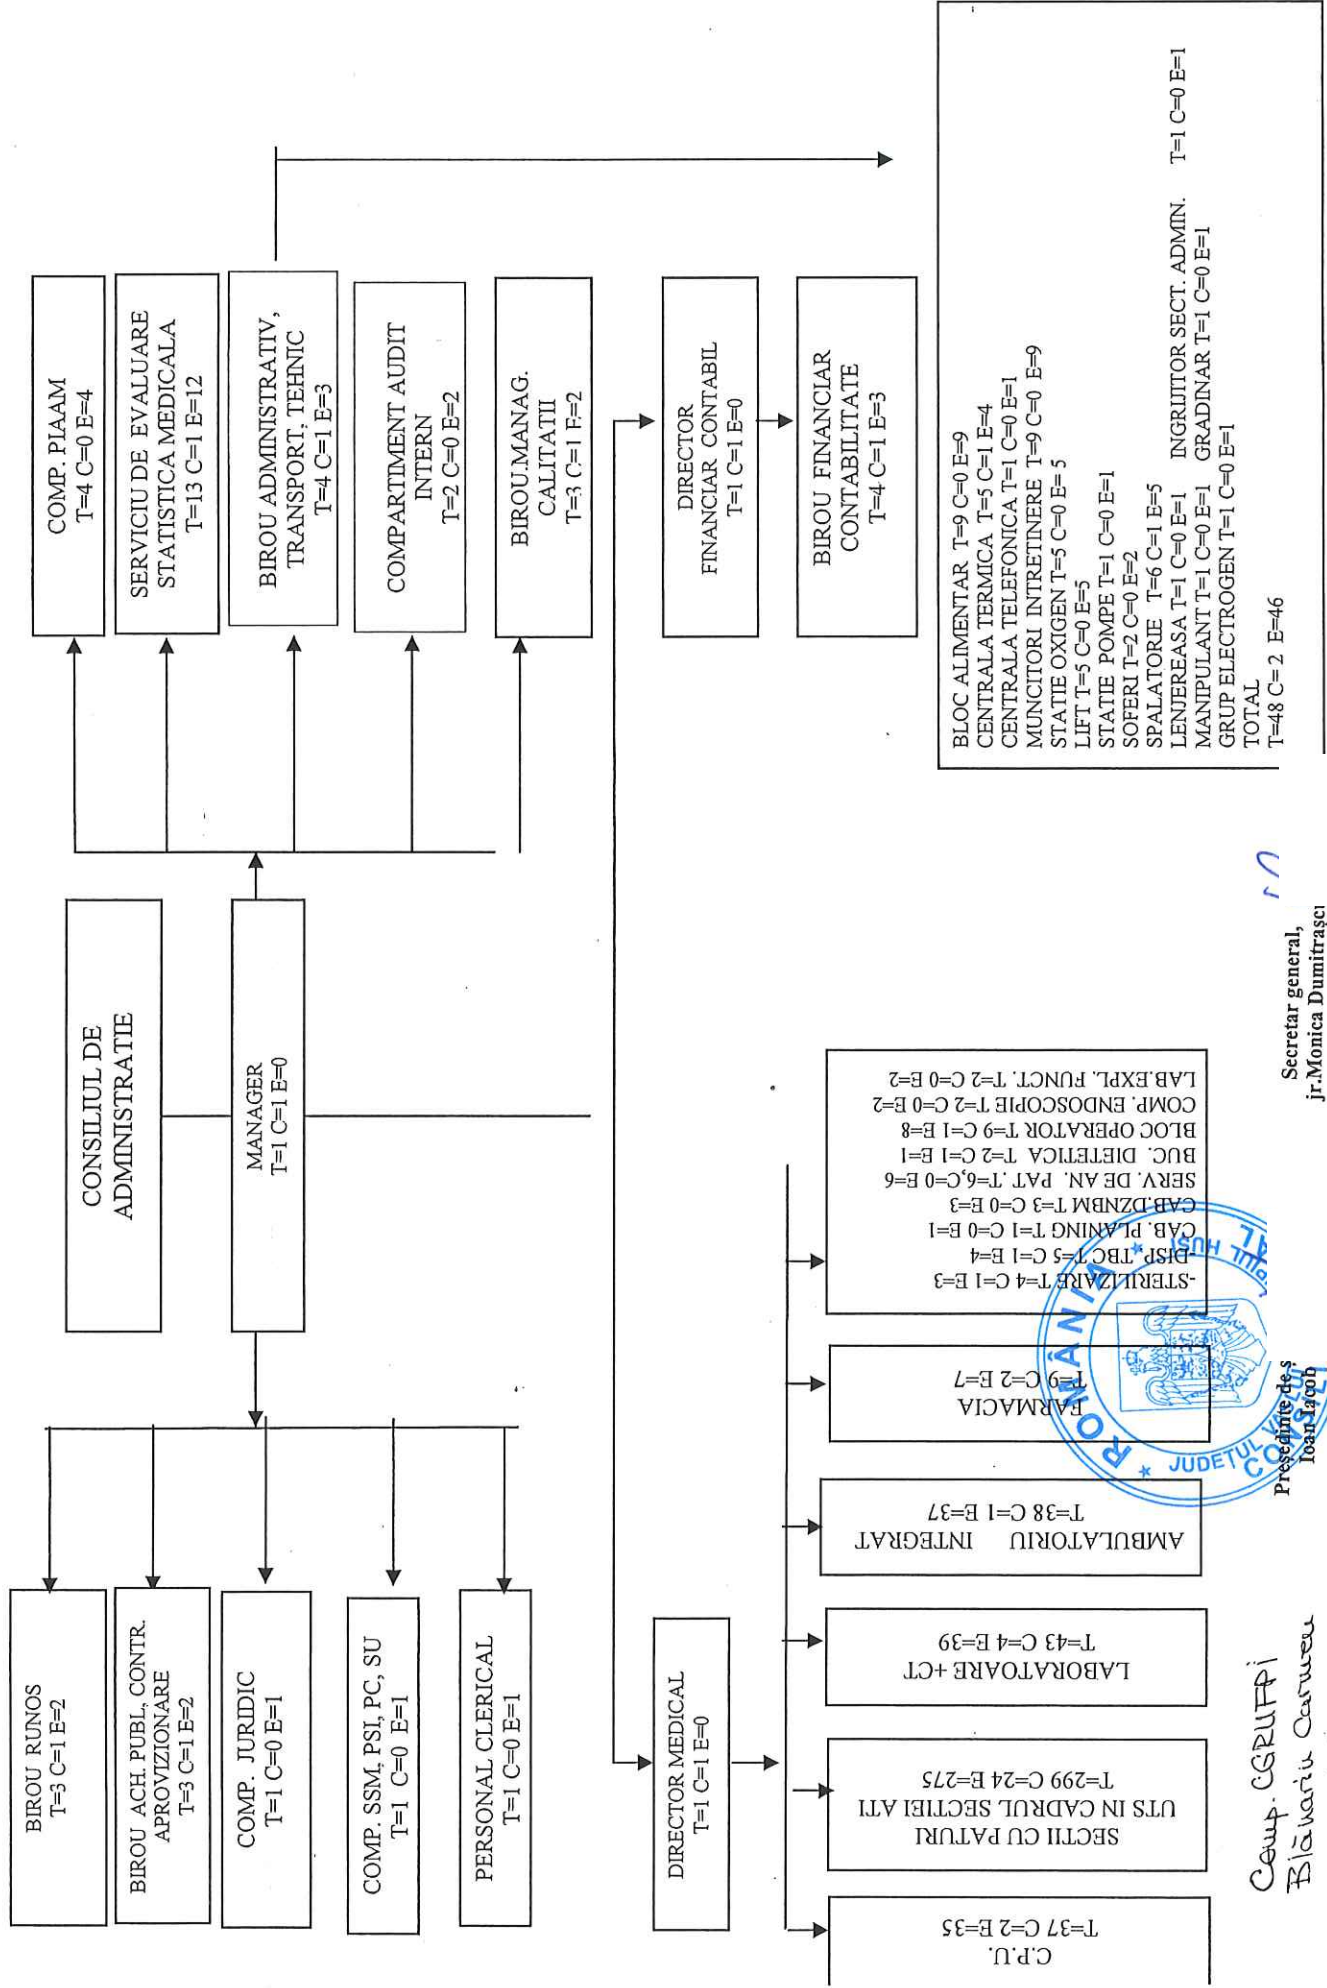 CONSILIUL DE
ADMINISTRATIE
MANAGER
T=1 C=1 E=0
BIROU RUNOS
T=3 C=1 E=2
BIROU ACH. PUBL, CONTR.
APROVIZIONARE
T=3 C=1 E=2
COMP. JURIDIC
T=1 C=0 E=1
COMP. SSM, PSI, PC, SU
T=1 C=0 E=1
PERSONAL CLERICAL
T=1 C=0 E=1
COMP. PIAAM
T=4 C=0 E=4
SERVICIU DE EVALUARE
STATISTICA MEDICALA
T=13 C=1 E=12
BIROU ADMINISTRATIV,
TRANSPORT, TEHNIC
T=4 C=1 E=3
COMPARTIMENT AUDIT
INTERN
T=2 C=0 E=2
BIROU.MANAG.
CALITATII
T=3 C=1 E=2
DIRECTOR MEDICAL
T=1 C=1 E=0
DIRECTOR
FINANCIAR CONTABIL
T=1 C=1 E=0
BIROU FINANCIAR
CONTABILITATE
T=4 C=1 E=3
C.P.U.
T=37 C=2 E=35
SECTII CU PATURI
UTS IN CADRUL SECTIEI ATI
T=299 C=24 E=275
LABORATOARE +CT
T=43 C=4 E=39
AMBULATORIU INTEGRAT
T=38 C=1 E=37
FARMACIA
T=9 C=2 E=7
-STERILIZARE T=4 C=1 E=3
-DISP. TBC T=5 C=1 E=4
CAB. PLANING T=1 C=0 E=1
CAB.DZNBM T=3 C=0 E=3
SERV. DE AN. PAT .T=6,C=0 E=6
BUC. DIETETICA T=2 C=1 E=1
BLOC OPERATOR T=9 C=1 E=8
COMP. ENDOSCOPIE T=2 C=0 E=2
LAB.EXPL. FUNCT. T=2 C=0 E=2
BLOC ALIMENTAR T=9 C=0 E=9
CENTRALA TERMICA T=5 C=1 E=4
CENTRALA TELEFONICA T=1 C=0 E=1
MUNCITORI INTRETINERE T=9 C=0 E=9
STATIE OXIGEN T=5 C=0 E= 5
LIFT T=5 C=0 E=5
STATIE POMPE T=1 C=0 E=1
SOFERI T=2 C=0 E=2
SPALATORIE T=6 C=1 E=5
LENJEREASA T=1 C=0 E=1 INGRIJITOR SECT. ADMIN. T=1 C=0 E=1
MANIPULANT T=1 C=0 E=1 GRADINAR T=1 C=0 E=1
GRUP ELECTROGEN T=1 C=0 E=1
TOTAL
T=48 C= 2 E=46
ROMÂNIA
JUDEȚUL VASLUI
HUȘI
Președinte de ș
Ioan Iacob
Secretar general,
jr.Monica Dumitrașcu
Comp. CGRUFPi
Blănariu Carmen